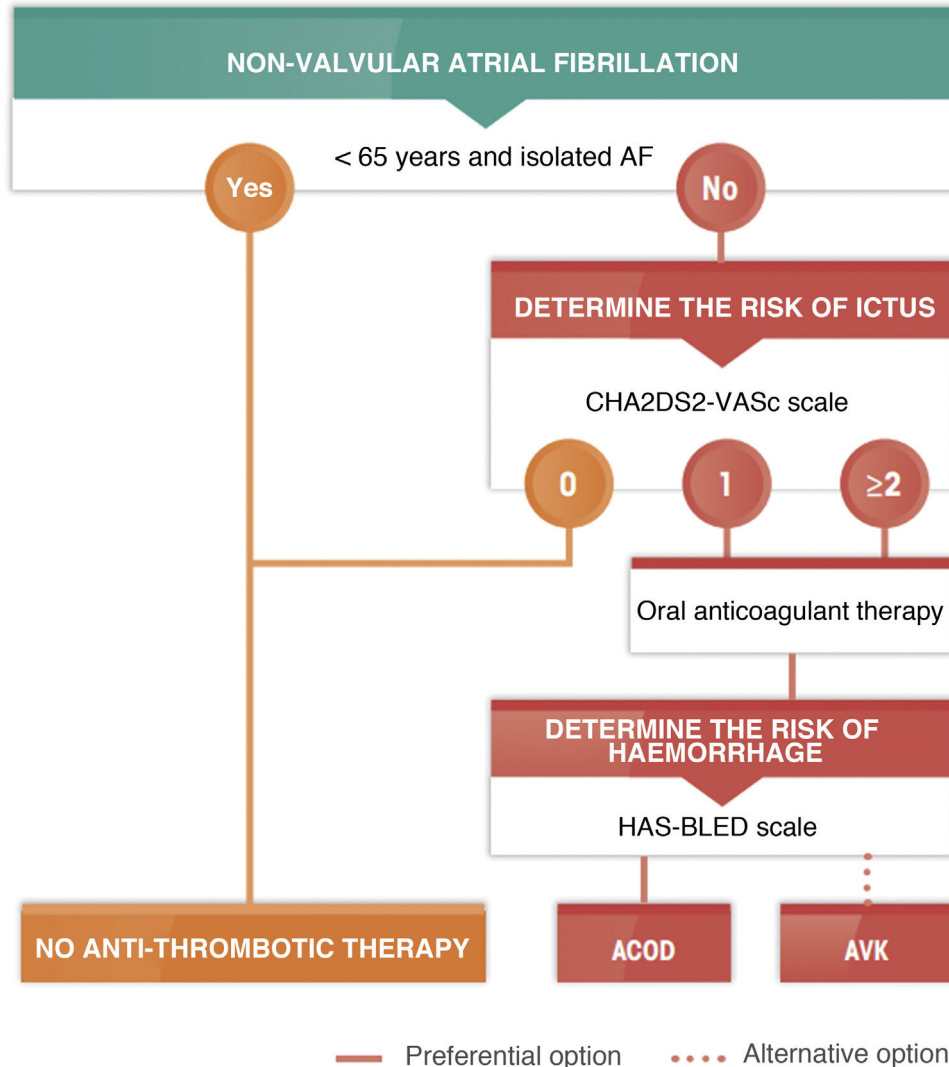 NON-VALVULAR ATRIAL FIBRILLATION
< 65 years and isolated AF
Yes
No
DETERMINE THE RISK OF ICTUS
CHA2DS2-VASc scale
0
1
≥2
Oral anticoagulant therapy
DETERMINE THE RISK OF
HAEMORRHAGE
HAS-BLED scale
NO ANTI-THROMBOTIC THERAPY
ACOD
AVK
Preferential option
Alternative option